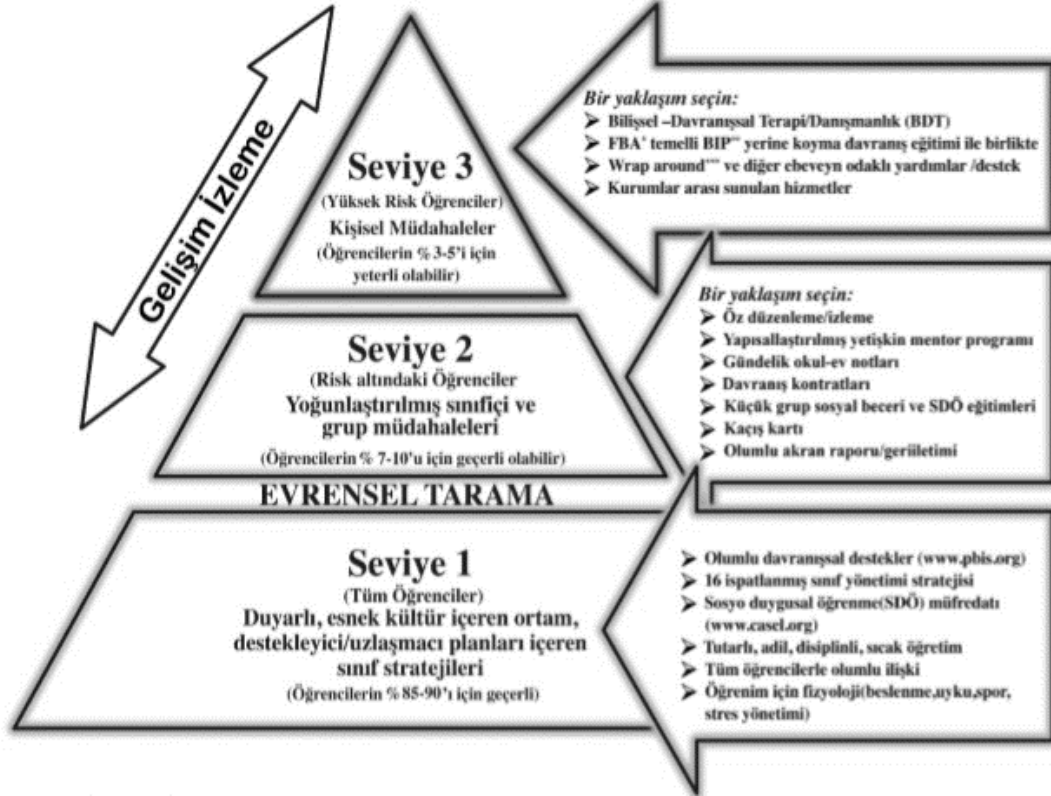 Gelişim İzleme
Seviye 3
(Yüksek Risk Öğrenciler)
Kişisel Müdahaleler
(Öğrencilerin % 3-5'i için
yeterli olabilir)
Bir yaklaşım seçin:
➤ Bilişsel –Davranışsal Terapi/Danışmanlık (BDT)
➤ FBA* temelli BIP** yerine koyma davranış eğitimi ile birlikte
➤ Wrap around*** ve diğer ebeveyn odaklı yardımlar /destek
➤ Kurumlar arası sunulan hizmetler
Seviye 2
(Risk altındaki Öğrenciler
Yoğunlaştırılmış sınıfiçi ve
grup müdahaleleri
(Öğrencilerin % 7-10'u için geçerli olabilir)
Bir yaklaşım seçin:
➤ Öz düzenleme/izleme
➤ Yapısallaştırılmış yetişkin mentor programı
➤ Gündelik okul-ev notları
➤ Davranış kontratları
➤ Küçük grup sosyal beceri ve SDÖ eğitimleri
➤ Kaçış kartı
➤ Olumlu akran raporu/geriiletimi
EVRENSEL TARAMA
Seviye 1
(Tüm Öğrenciler)
Duyarlı, esnek kültür içeren ortam,
destekleyici/uzlaşmacı planları içeren
sınıf stratejileri
(Öğrencilerin % 85-90'ı için geçerli)
➤ Olumlu davranışsal destekler (www.pbis.org)
➤ 16 ispatlanmış sınıf yönetimi stratejisi
➤ Sosyo duygusal öğrenme(SDÖ) müfredatı
(www.casel.org)
➤ Tutarlı, adil, disiplinli, sıcak öğretim
➤ Tüm öğrencilerle olumlu ilişki
➤ Öğrenim için fizyoloji(beslenme,uyku,spor,
stres yönetimi)